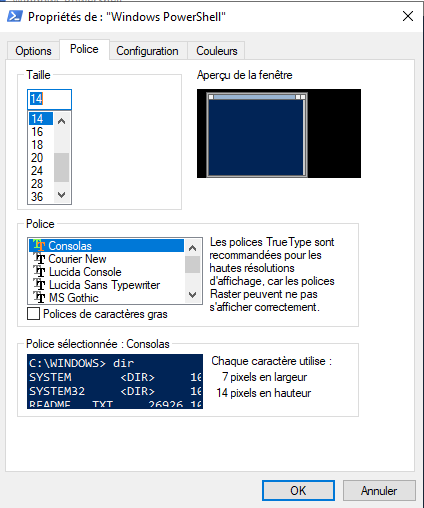 Propriétés de : "Windows PowerShell"
Options Police Configuration Couleurs
Taille
14
14
16
18
20
24
28
36
Aperçu de la fenêtre
Police
Consolas
Courier New
Lucida Console
Lucida Sans Typewriter
MS Gothic
Polices de caractères gras
Les polices TrueType sont
recommandées pour les
hautes résolutions
d'affichage, car les polices
Raster peuvent ne pas
s'afficher correctement.
Police sélectionnée : Consolas
C:\WINDOWS> dir
SYSTEM <DIR> 10
SYSTEM32 <DIR> 10
README TXT 26926 10
Chaque caractère utilise :
7 pixels en largeur
14 pixels en hauteur
OK Annuler